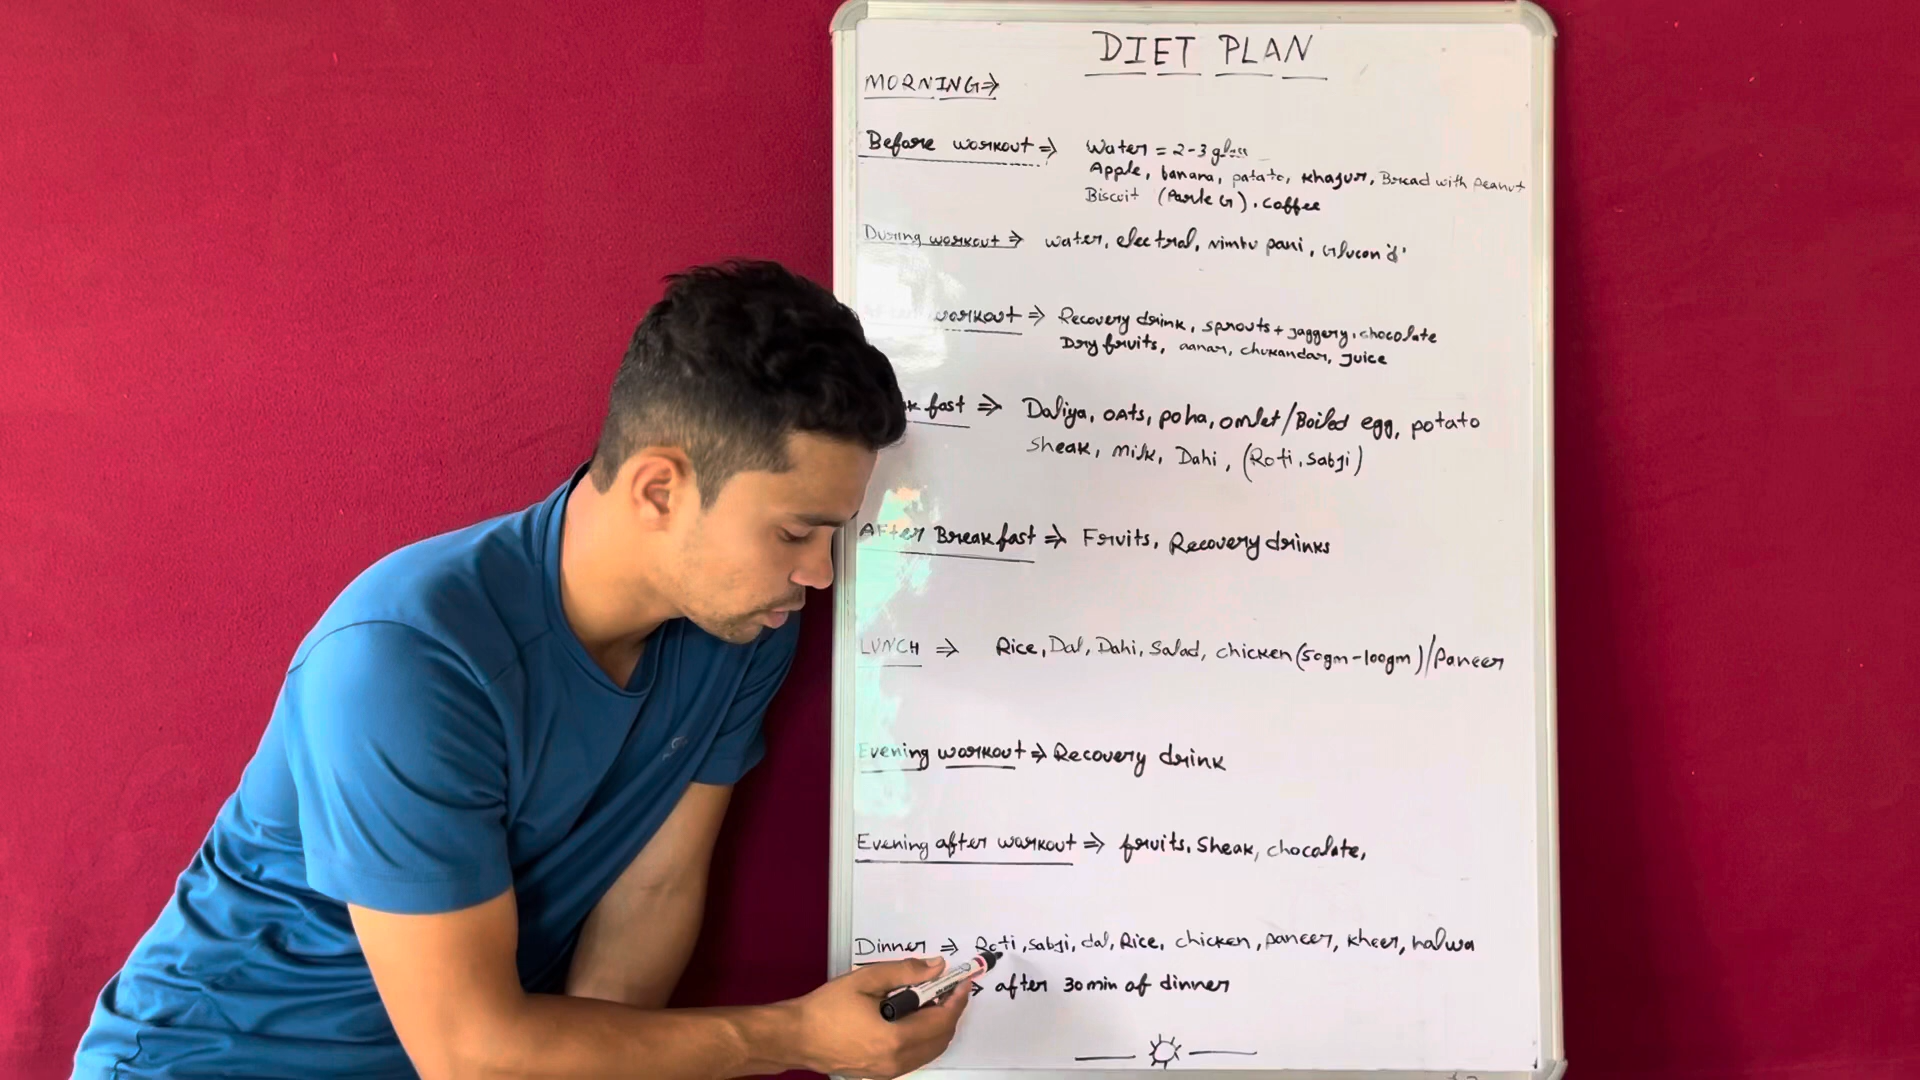 DIET PLAN
MORNING⇒
Before workout ⇒ Water = 2-3 glass
Apple, banana, patato, Khajur, Bread with Peanut
Biscuit (Parle G), Coffee
During workout ⇒ water, electral, nimbu pani, Glucon 'd'
workout ⇒ Recovery drink, sprouts + jaggery, chocolate
Dry fruits, aanar, chukandar, juice
fast ⇒ Daliya, oats, poha, omlet/Boiled egg, potato
sheak, milk, Dahi, (Roti, Sabji)
After Breakfast ⇒ Fruits, Recovery drinks
LUNCH ⇒ Rice, Dal, Dahi, Salad, chicken (50gm-100gm)/Paneer
Evening workout ⇒ Recovery drink
Evening after workout ⇒ fruits, Sheak, chocolate,
Dinner ⇒ Roti, sabji, dal, Rice, chicken, paneer, kheer, halwa
⇒ after 30 min of dinner